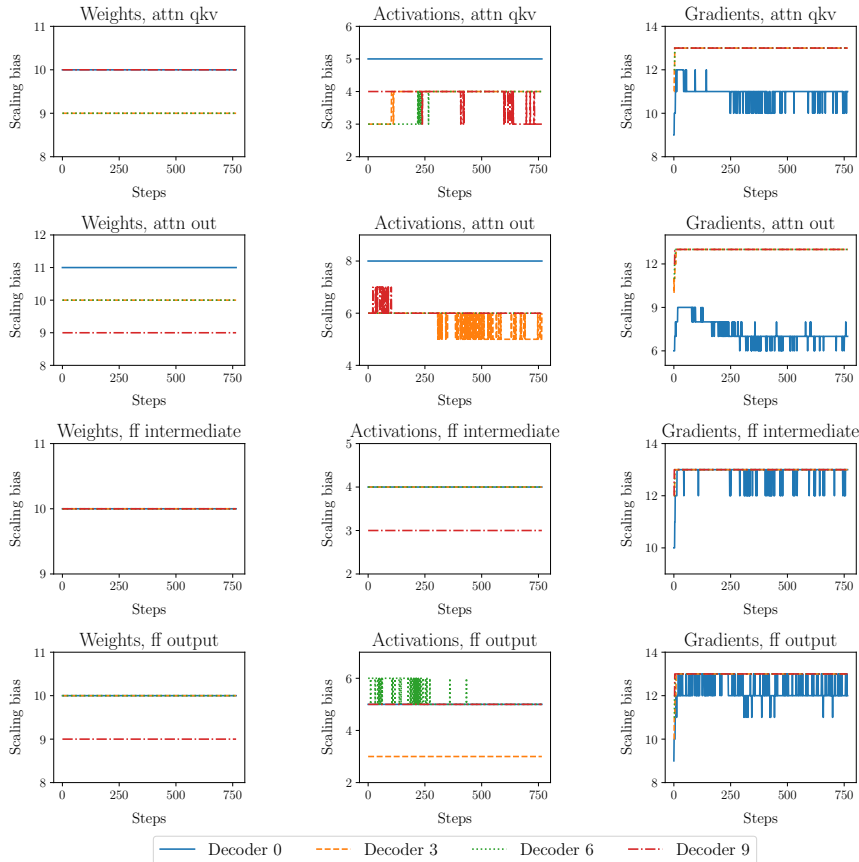 Weights, attn qkv
Scaling bias
11
10
9
8
0 250 500 750
Steps
Activations, attn qkv
Scaling bias
6
5
4
3
2
0 250 500 750
Steps
Gradients, attn qkv
Scaling bias
14
12
10
8
0 250 500 750
Steps
Weights, attn out
Scaling bias
12
11
10
9
8
0 250 500 750
Steps
Activations, attn out
Scaling bias
8
6
4
0 250 500 750
Steps
Gradients, attn out
Scaling bias
12
9
6
0 250 500 750
Steps
Weights, ff intermediate
Scaling bias
11
10
9
0 250 500 750
Steps
Activations, ff intermediate
Scaling bias
5
4
3
2
0 250 500 750
Steps
Gradients, ff intermediate
Scaling bias
14
12
10
0 250 500 750
Steps
Weights, ff output
Scaling bias
11
10
9
8
0 250 500 750
Steps
Activations, ff output
Scaling bias
6
4
2
0 250 500 750
Steps
Gradients, ff output
Scaling bias
14
12
10
8
0 250 500 750
Steps
Decoder 0 Decoder 3 Decoder 6 Decoder 9